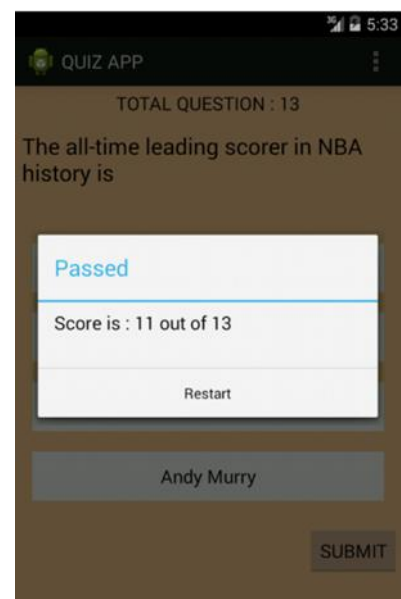 3G 5:33
QUIZ APP
TOTAL QUESTION : 13
The all-time leading scorer in NBA
history is
Passed
Score is : 11 out of 13
Restart
Andy Murry
SUBMIT